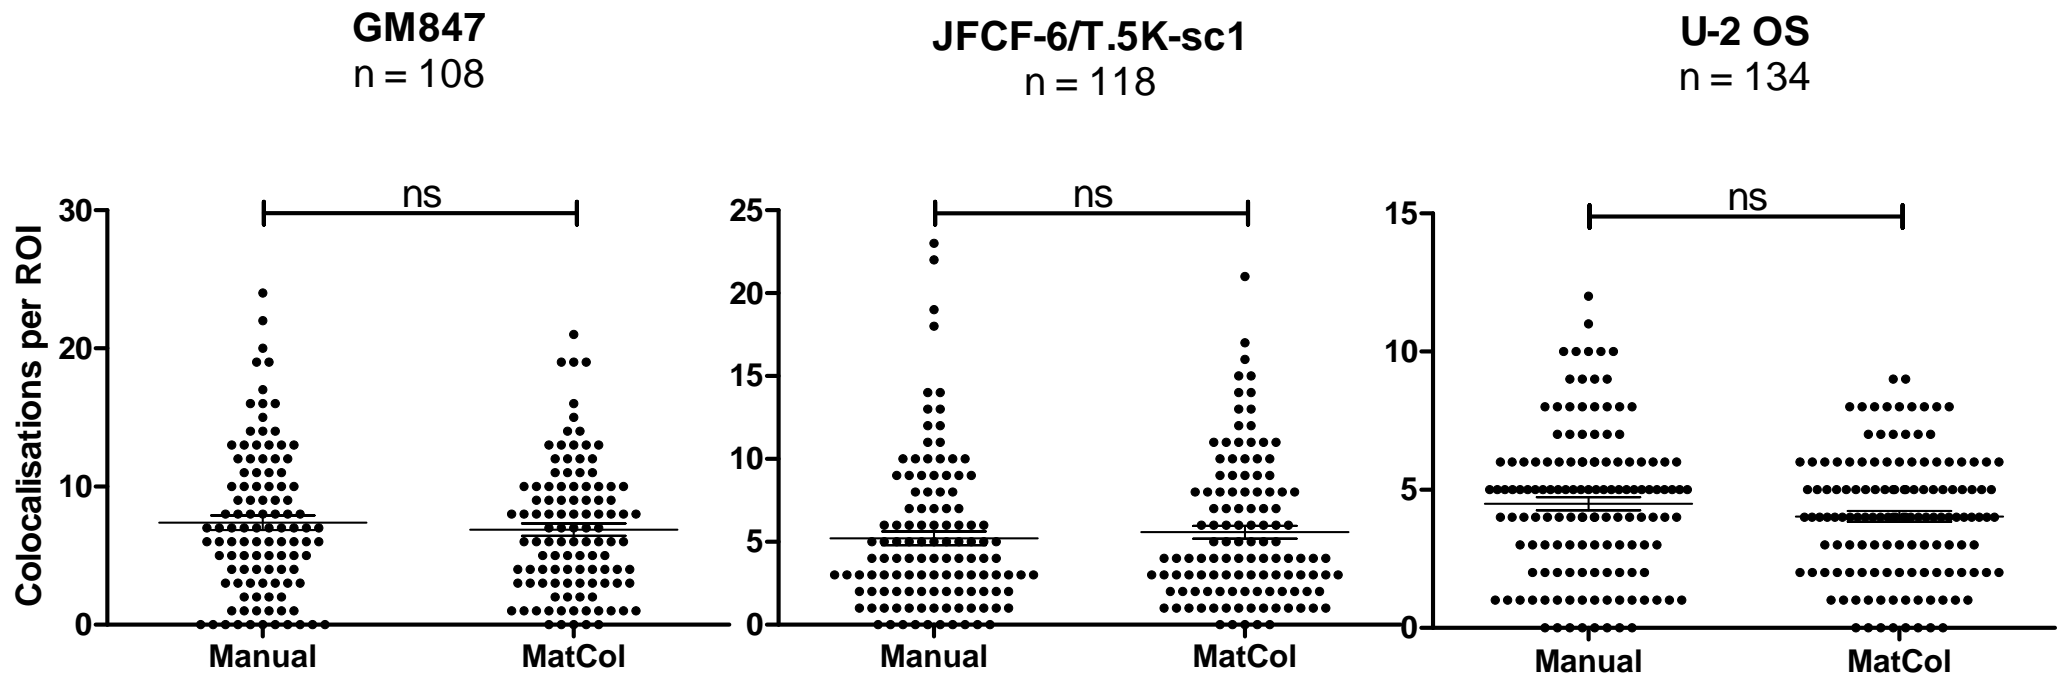 GM847
n = 108
JFCF-6/T.5K-sc1
n = 118
U-2 OS
n = 134
Colocalisations per ROI
ns
30
20
10
0
Manual
MatCol
ns
25
20
15
10
5
0
Manual
MatCol
ns
15
10
5
0
Manual
MatCol